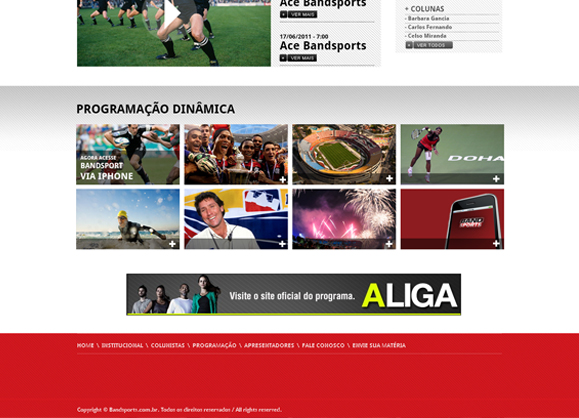 Ace Bandsports
+ VER MAIS
17/06/2011 - 7:00
Ace Bandsports
+ VER MAIS
+ COLUNAS
- Barbara Gancia
- Carlos Fernando
- Celso Miranda
+ VER TODOS
PROGRAMAÇÃO DINÂMICA
AGORA ACESSE
BANDSPORT
VIA IPHONE
+
+
DOHA
+
+
+
+
BAND
SPORTS
+
Visite o site oficial do programa.
ALIGA
HOME \ INSTITUCIONAL \ COLUNISTAS \ PROGRAMAÇÃO \ APRESENTADORES \ FALE CONOSCO \ ENVIE SUA MATÉRIA
Copyright © Bandsports.com.br. Todos os direitos reservados / All rights reserved.